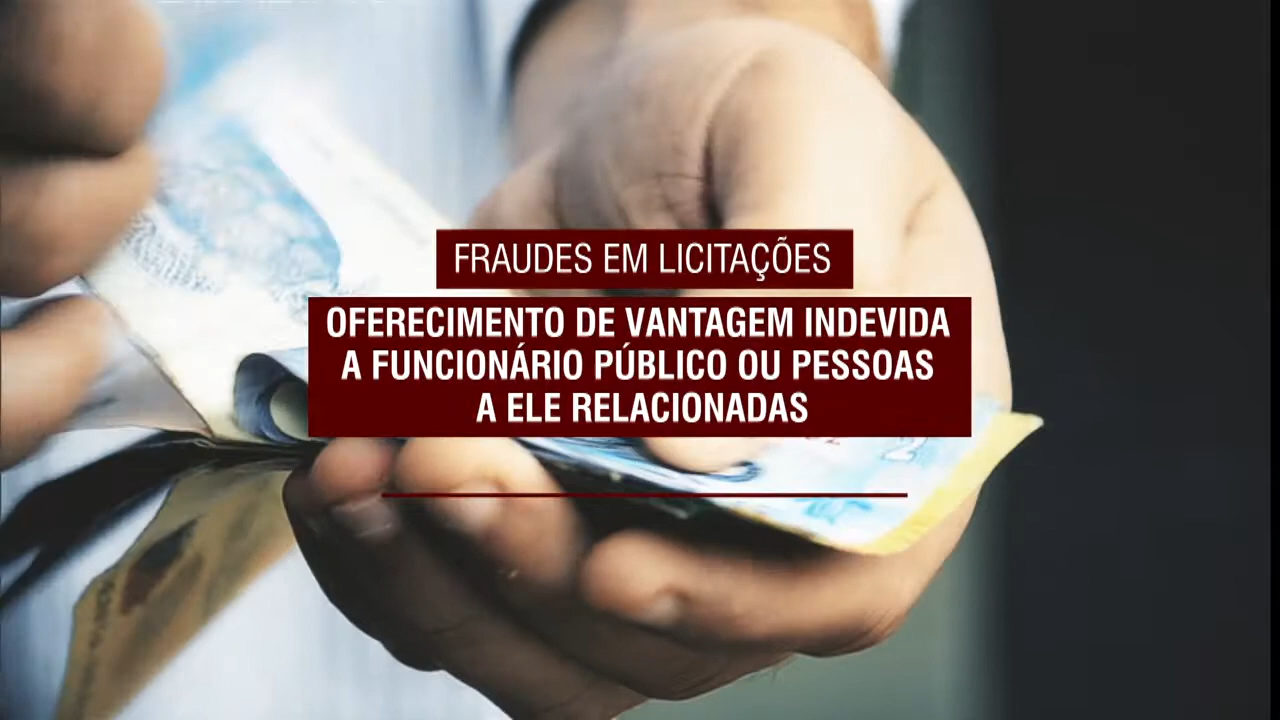 FRAUDES EM LICITAÇÕES
OFERECIMENTO DE VANTAGEM INDEVIDA
A FUNCIONÁRIO PÚBLICO OU PESSOAS
A ELE RELACIONADAS